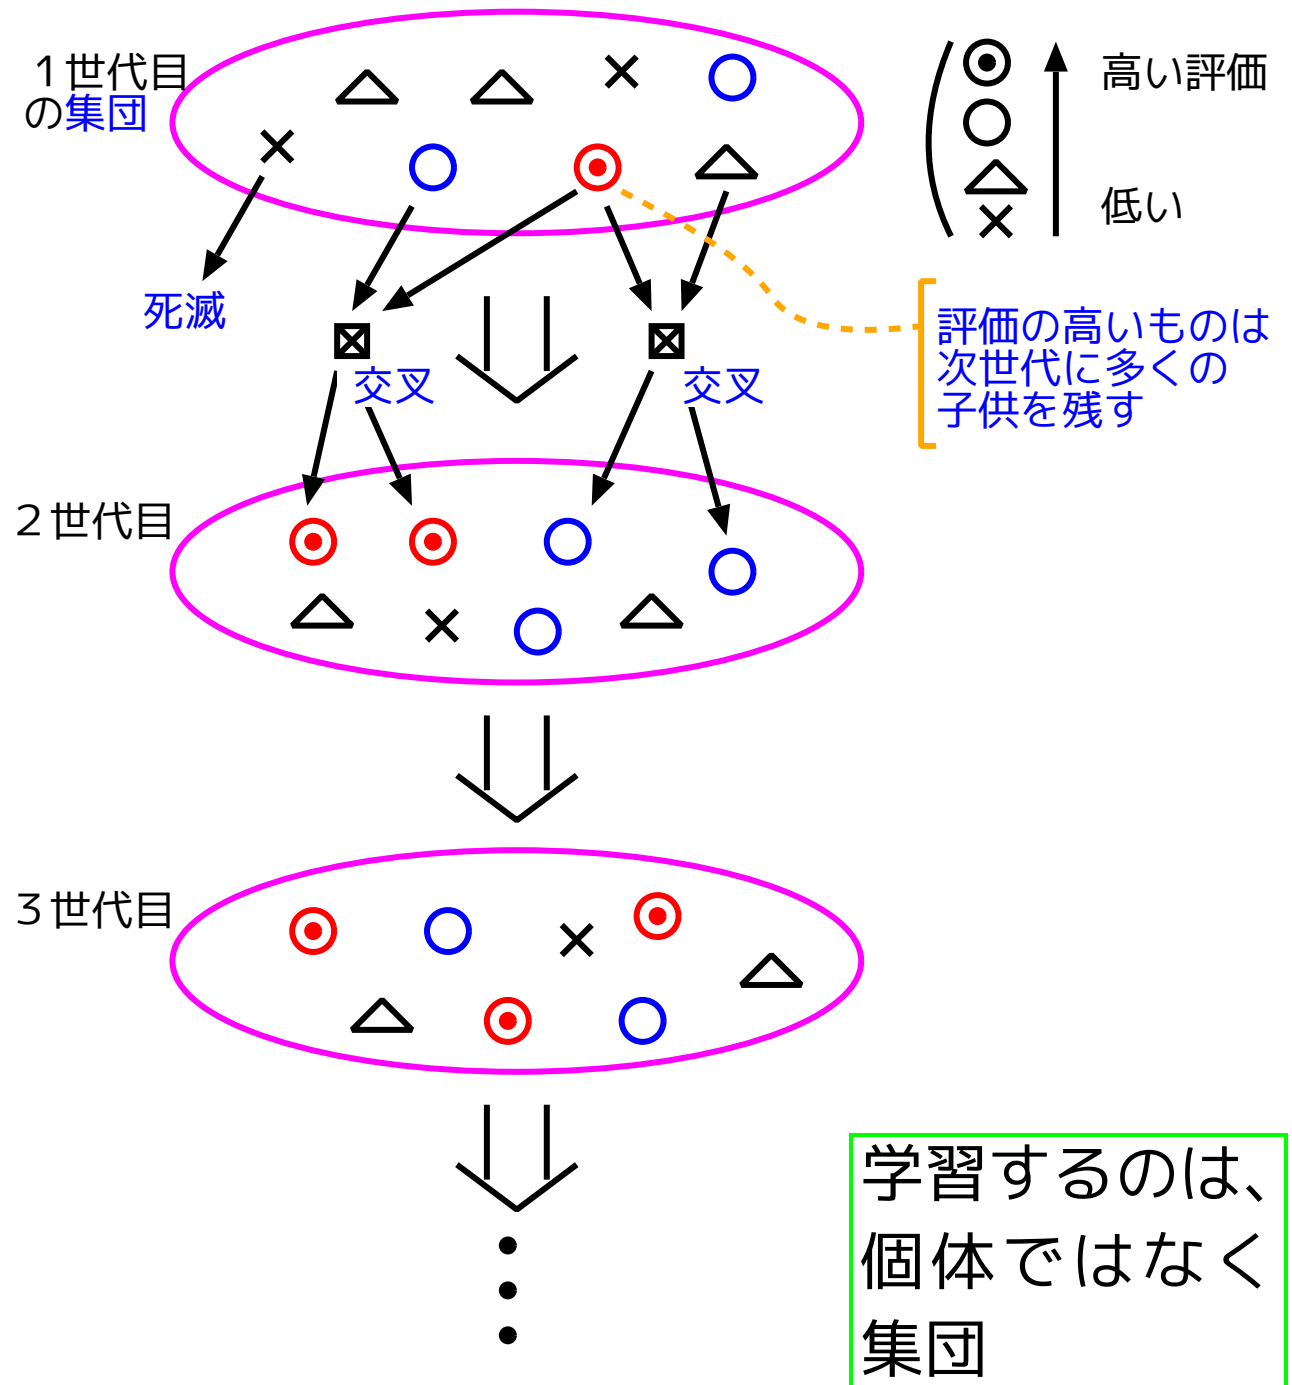 １世代目
の集団
高い評価
低い
死滅
評価の高いものは
次世代に多くの
子供を残す
交叉
交叉
２世代目
３世代目
学習するのは、
個体ではなく
集団